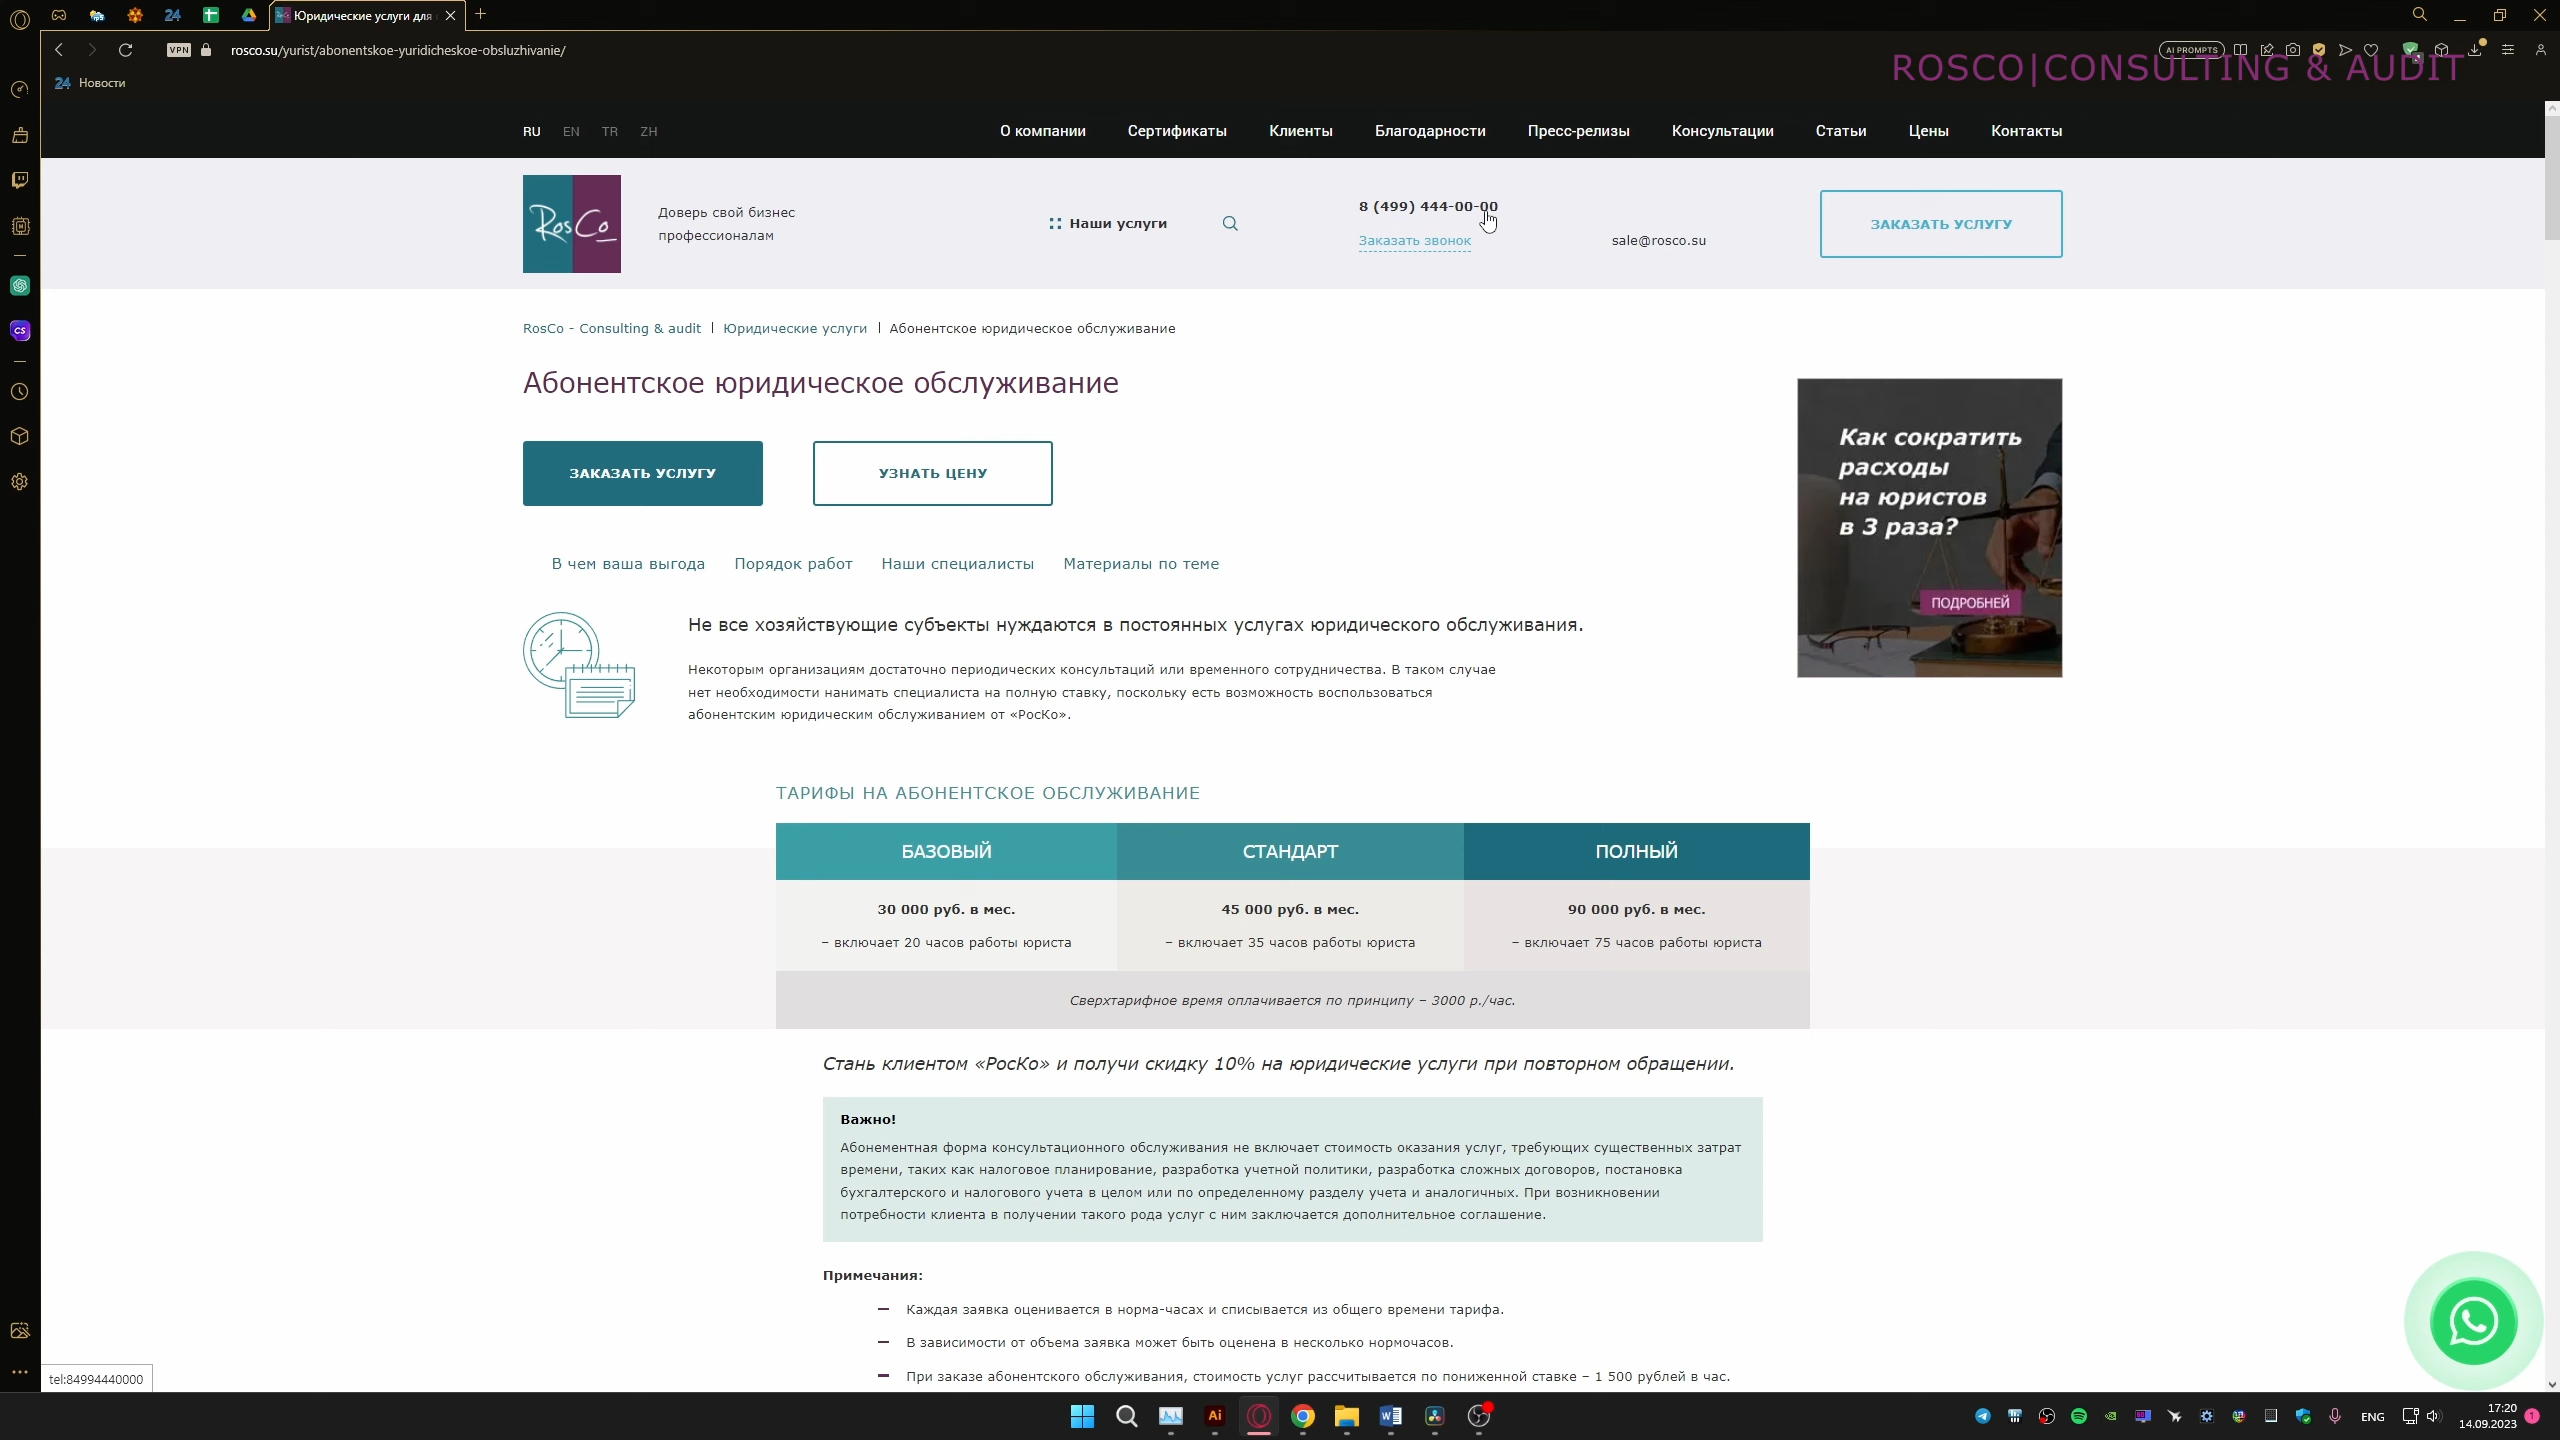 Юридические услуги для
VPN
rosco.su/yurist/abonentskoe-yuridicheskoe-obsluzhivanie/
AI PROMPTS
ROSCO|CONSULTING & AUDIT
24 Новости
RU EN TR ZH
О компании Сертификаты Клиенты Благодарности Пресс-релизы Консультации Статьи Цены Контакты
RosCo
Доверь свой бизнес
профессионалам
Наши услуги
8 (499) 444-00-00
Заказать звонок
sale@rosco.su
ЗАКАЗАТЬ УСЛУГУ
RosCo - Consulting & audit | Юридические услуги | Абонентское юридическое обслуживание
Абонентское юридическое обслуживание
ЗАКАЗАТЬ УСЛУГУ УЗНАТЬ ЦЕНУ
Как сократить
расходы
на юристов
в 3 раза?
ПОДРОБНЕЙ
В чем ваша выгода Порядок работ Наши специалисты Материалы по теме
Не все хозяйствующие субъекты нуждаются в постоянных услугах юридического обслуживания.
Некоторым организациям достаточно периодических консультаций или временного сотрудничества. В таком случае
нет необходимости нанимать специалиста на полную ставку, поскольку есть возможность воспользоваться
абонентским юридическим обслуживанием от «РосКо».
ТАРИФЫ НА АБОНЕНТСКОЕ ОБСЛУЖИВАНИЕ
БАЗОВЫЙ СТАНДАРТ ПОЛНЫЙ
30 000 руб. в мес. 45 000 руб. в мес. 90 000 руб. в мес.
– включает 20 часов работы юриста – включает 35 часов работы юриста – включает 75 часов работы юриста
Сверхтарифное время оплачивается по принципу – 3000 р./час.
Стань клиентом «РосКо» и получи скидку 10% на юридические услуги при повторном обращении.
Важно!
Абонементная форма консультационного обслуживания не включает стоимость оказания услуг, требующих существенных затрат
времени, таких как налоговое планирование, разработка учетной политики, разработка сложных договоров, постановка
бухгалтерского и налогового учета в целом или по определенному разделу учета и аналогичных. При возникновении
потребности клиента в получении такого рода услуг с ним заключается дополнительное соглашение.
Примечания:
— Каждая заявка оценивается в норма-часах и списывается из общего времени тарифа.
— В зависимости от объема заявка может быть оценена в несколько нормочасов.
— При заказе абонентского обслуживания, стоимость услуг рассчитывается по пониженной ставке – 1 500 рублей в час.
tel:84994440000
ENG
17:20
14.09.2023
1